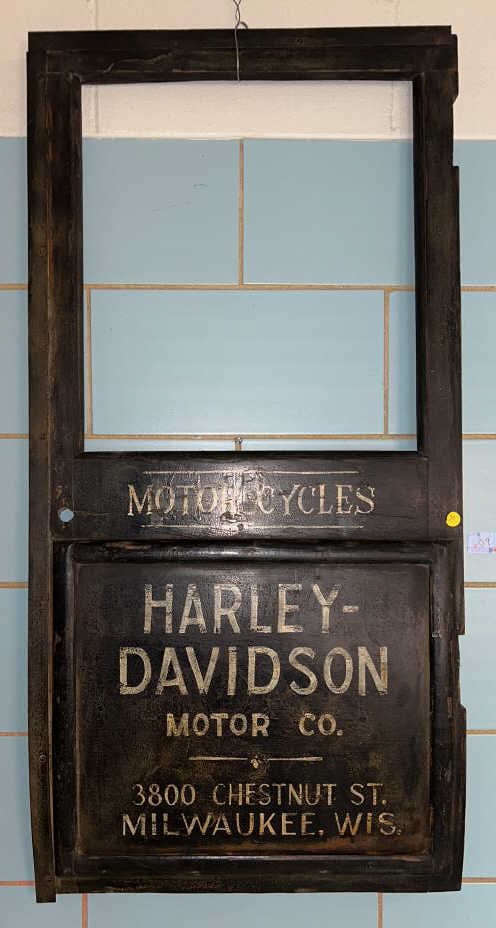 MOTOR CYCLES
HARLEY-
DAVIDSON
MOTOR CO.
3800 CHESTNUT ST.
MILWAUKEE, WIS.